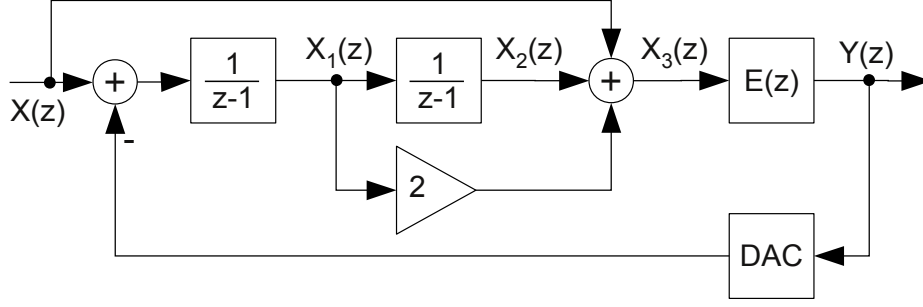 X(z)
+
-
1
z-1
X₁(z)
1
z-1
X₂(z)
2
+
X₃(z)
E(z)
Y(z)
DAC